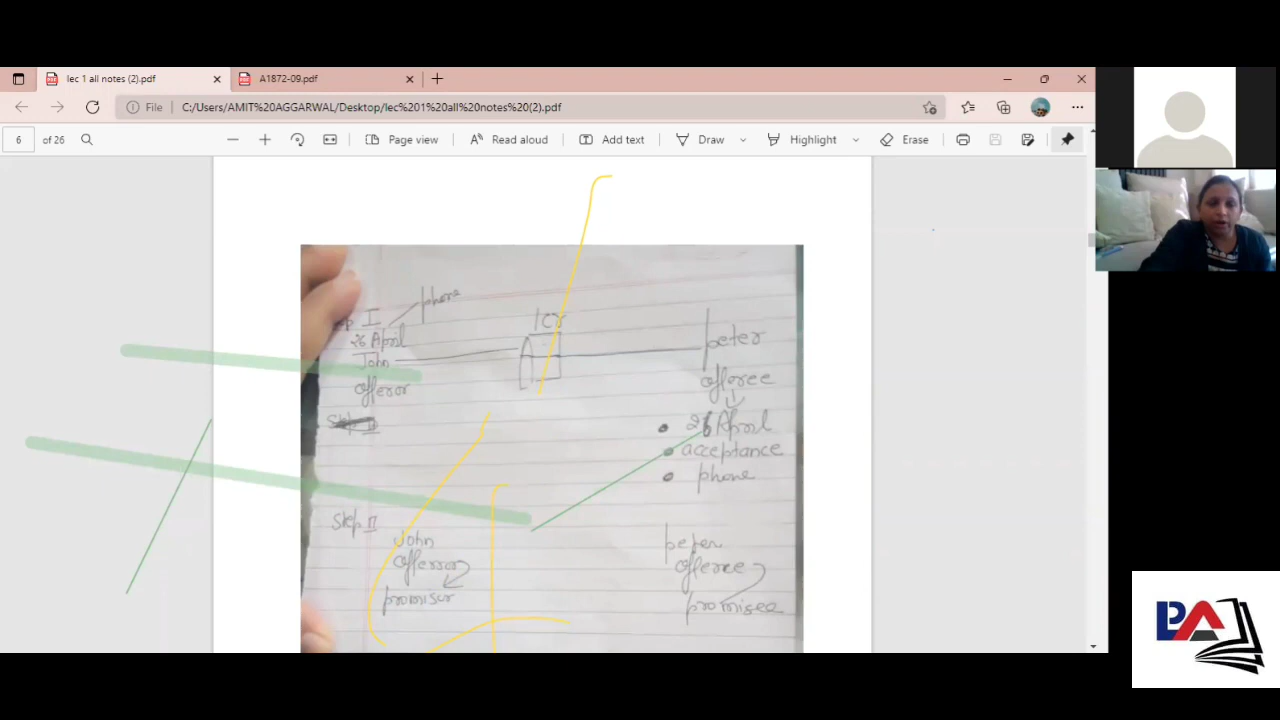 lec 1 all notes (2).pdf
A1872-09.pdf
File C:/Users/AMIT%20AGGARWAL/Desktop/lec%201%20all%20notes%20(2).pdf
6 of 26 Page view Read aloud Add text Draw Highlight Erase
phone
I
April
John
offeror
Peter
offeree
26 April
acceptance
phone
Step II
John
offeror
promisor
Peter
offeree
promisee
PA